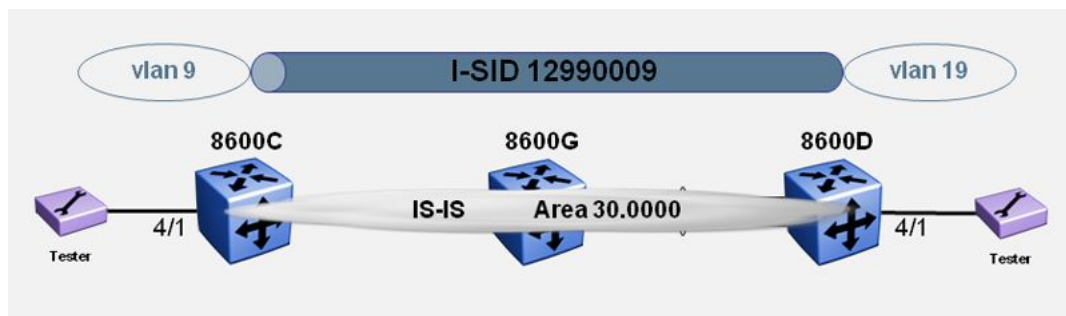 vlan 9
I-SID 12990009
vlan 19
8600C
8600G
8600D
IS-IS Area 30.0000
4/1
4/1
Tester
Tester